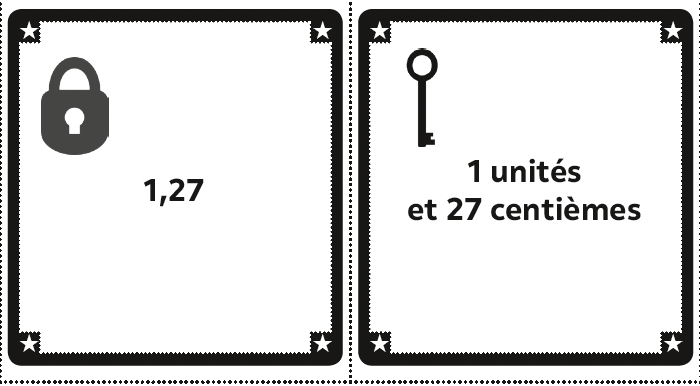 1,27
1 unités
et 27 centièmes